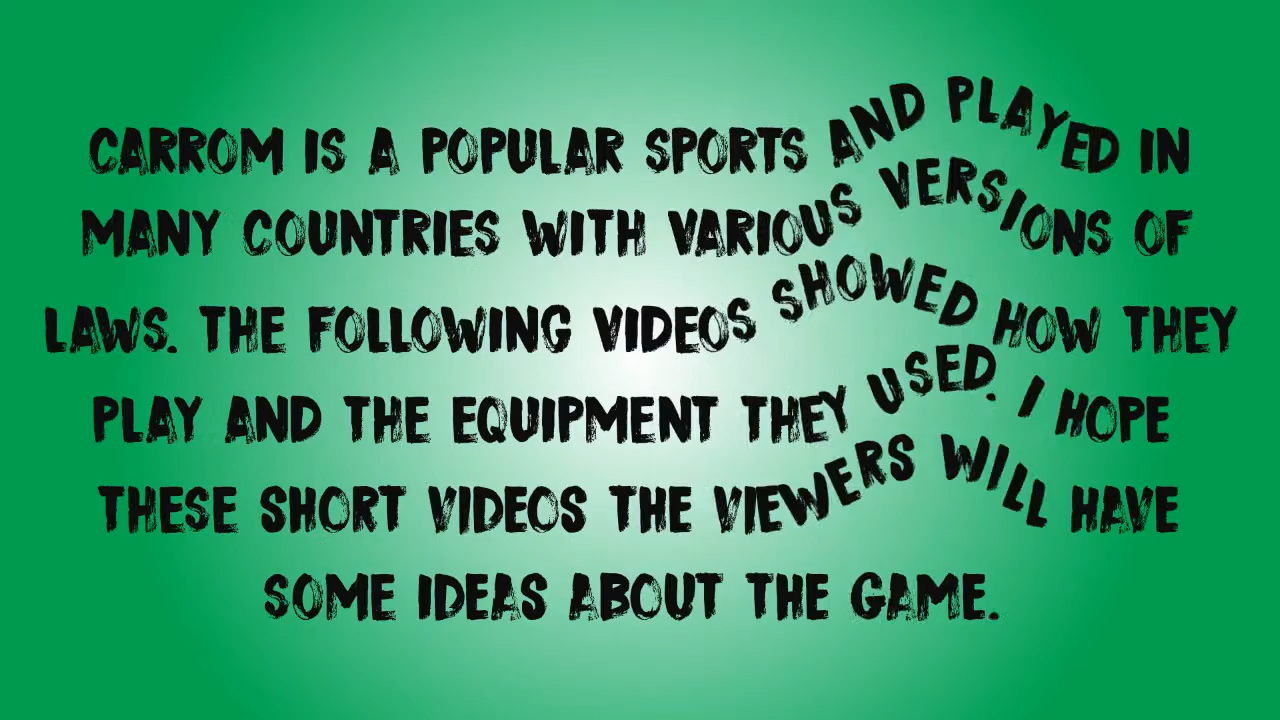 CARROM IS A POPULAR SPORTS AND PLAYED IN
MANY COUNTRIES WITH VARIOUS VERSIONS OF
LAWS. THE FOLLOWING VIDEOS SHOWED HOW THEY
PLAY AND THE EQUIPMENT THEY USED. I HOPE
THESE SHORT VIDEOS THE VIEWERS WILL HAVE
SOME IDEAS ABOUT THE GAME.